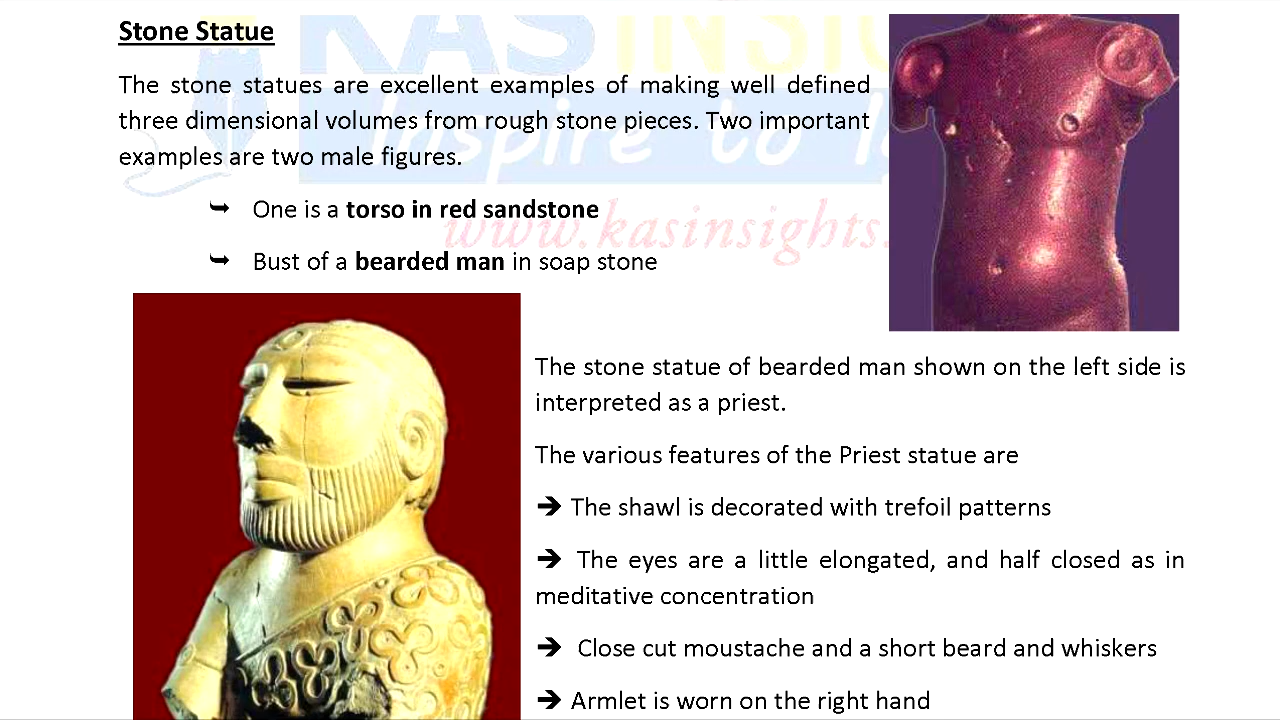 Stone Statue
KAS INSIG
The stone statues are excellent examples of making well defined
three dimensional volumes from rough stone pieces. Two important
examples are two male figures.
Inspire to
➥ One is a torso in red sandstone
www.kasinsights.
➥ Bust of a bearded man in soap stone
The stone statue of bearded man shown on the left side is
interpreted as a priest.
The various features of the Priest statue are
➔ The shawl is decorated with trefoil patterns
➔ The eyes are a little elongated, and half closed as in
meditative concentration
➔ Close cut moustache and a short beard and whiskers
➔ Armlet is worn on the right hand